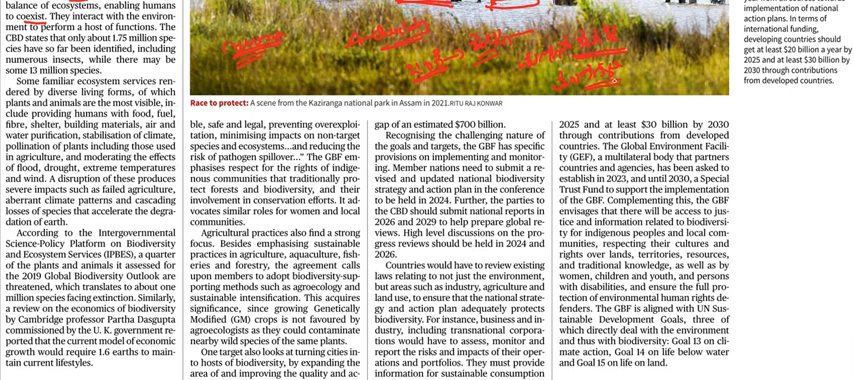 balance of ecosystems, enabling humans
to coexist. They interact with the environ-
ment to perform a host of functions. The
CBD states that only about 1.75 million spe-
cies have so far been identified, including
numerous insects, while there may be
some 13 million species.
Some familiar ecosystem services ren-
dered by diverse living forms, of which
plants and animals are the most visible, in-
clude providing humans with food, fuel,
fibre, shelter, building materials, air and
water purification, stabilisation of climate,
pollination of plants including those used
in agriculture, and moderating the effects
of flood, drought, extreme temperatures
and wind. A disruption of these produces
severe impacts such as failed agriculture,
aberrant climate patterns and cascading
losses of species that accelerate the degra-
dation of earth.
According to the Intergovernmental
Science-Policy Platform on Biodiversity
and Ecosystem Services (IPBES), a quarter
of the plants and animals it assessed for
the 2019 Global Biodiversity Outlook are
threatened, which translates to about one
million species facing extinction. Similarly,
a review on the economics of biodiversity
by Cambridge professor Partha Dasgupta
commissioned by the U. K. government re-
ported that the current model of economic
growth would require 1.6 earths to main-
tain current lifestyles.
Race to protect: A scene from the Kaziranga national park in Assam in 2021. RITU RAJ KONWAR
ble, safe and legal, preventing overexploi-
tation, minimising impacts on non-target
species and ecosystems...and reducing the
risk of pathogen spillover...” The GBF em-
phasises respect for the rights of indige-
nous communities that traditionally pro-
tect forests and biodiversity, and their
involvement in conservation efforts. It ad-
vocates similar roles for women and local
communities.
Agricultural practices also find a strong
focus. Besides emphasising sustainable
practices in agriculture, aquaculture, fish-
eries and forestry, the agreement calls
upon members to adopt biodiversity-sup-
porting methods such as agroecology and
sustainable intensification. This acquires
significance, since growing Genetically
Modified (GM) crops is not favoured by
agroecologists as they could contaminate
nearby wild species of the same plants.
One target also looks at turning cities in-
to hosts of biodiversity, by expanding the
area of and improving the quality and ac-
gap of an estimated $700 billion.
Recognising the challenging nature of
the goals and targets, the GBF has specific
provisions on implementing and monitor-
ing. Member nations need to submit a re-
vised and updated national biodiversity
strategy and action plan in the conference
to be held in 2024. Further, the parties to
the CBD should submit national reports in
2026 and 2029 to help prepare global re-
views. High level discussions on the pro-
gress reviews should be held in 2024 and
2026.
Countries would have to review existing
laws relating to not just the environment,
but areas such as industry, agriculture and
land use, to ensure that the national strate-
gy and action plan adequately protects
biodiversity. For instance, business and in-
dustry, including transnational corpora-
tions would have to assess, monitor and
report the risks and impacts of their oper-
ations and portfolios. They must provide
information for sustainable consumption
2025 and at least $30 billion by 2030
through contributions from developed
countries. The Global Environment Facili-
ty (GEF), a multilateral body that partners
countries and agencies, has been asked to
establish in 2023, and until 2030, a Special
Trust Fund to support the implementation
of the GBF. Complementing this, the GBF
envisages that there will be access to jus-
tice and information related to biodiversi-
ty for indigenous peoples and local com-
munities, respecting their cultures and
rights over lands, territories, resources,
and traditional knowledge, as well as by
women, children and youth, and persons
with disabilities, and ensure the full pro-
tection of environmental human rights de-
fenders. The GBF is aligned with UN Sus-
tainable Development Goals, three of
which directly deal with the environment
and thus with biodiversity: Goal 13 on cli-
mate action, Goal 14 on life below water
and Goal 15 on life on land.
implementation of national
action plans. In terms of
international funding,
developing countries should
get at least $20 billion a year by
2025 and at least $30 billion by
2030 through contributions
from developed countries.